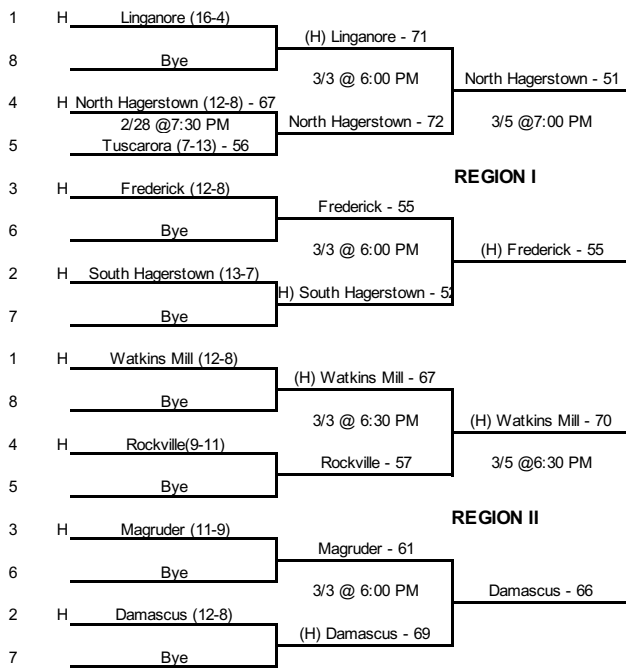 1 H Linganore (16-4)
(H) Linganore - 71
8 Bye
3/3 @ 6:00 PM North Hagerstown - 51
4 H North Hagerstown (12-8) - 67
2/28 @7:30 PM North Hagerstown - 72 3/5 @7:00 PM
5 Tuscarora (7-13) - 56
REGION I
3 H Frederick (12-8)
Frederick - 55
6 Bye
3/3 @ 6:00 PM (H) Frederick - 55
2 H South Hagerstown (13-7)
H) South Hagerstown - 52
7 Bye
1 H Watkins Mill (12-8)
(H) Watkins Mill - 67
8 Bye
3/3 @ 6:30 PM (H) Watkins Mill - 70
4 H Rockville(9-11)
Rockville - 57 3/5 @6:30 PM
5 Bye
REGION II
3 H Magruder (11-9)
Magruder - 61
6 Bye
3/3 @ 6:00 PM Damascus - 66
2 H Damascus (12-8)
(H) Damascus - 69
7 Bye